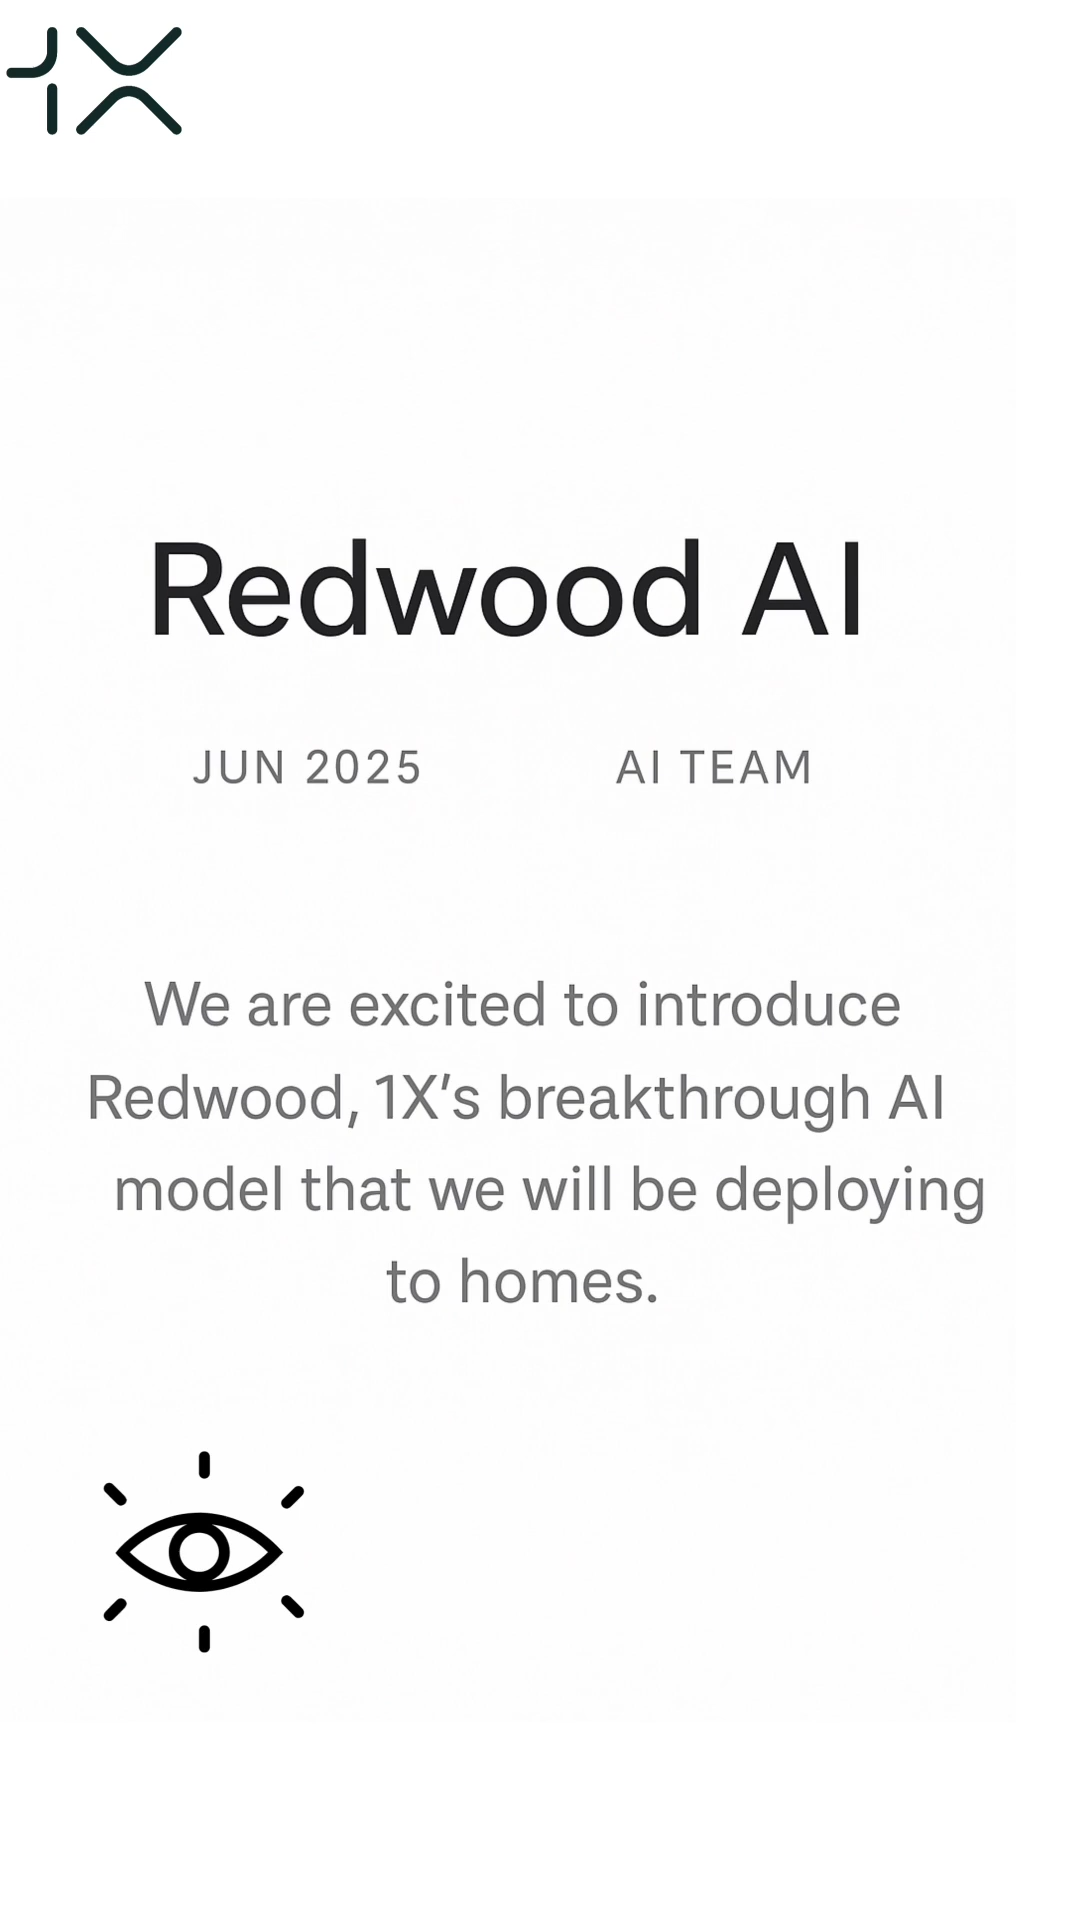 1X
Redwood AI
JUN 2025 AI TEAM
We are excited to introduce
Redwood, 1X’s breakthrough AI
model that we will be deploying
to homes.